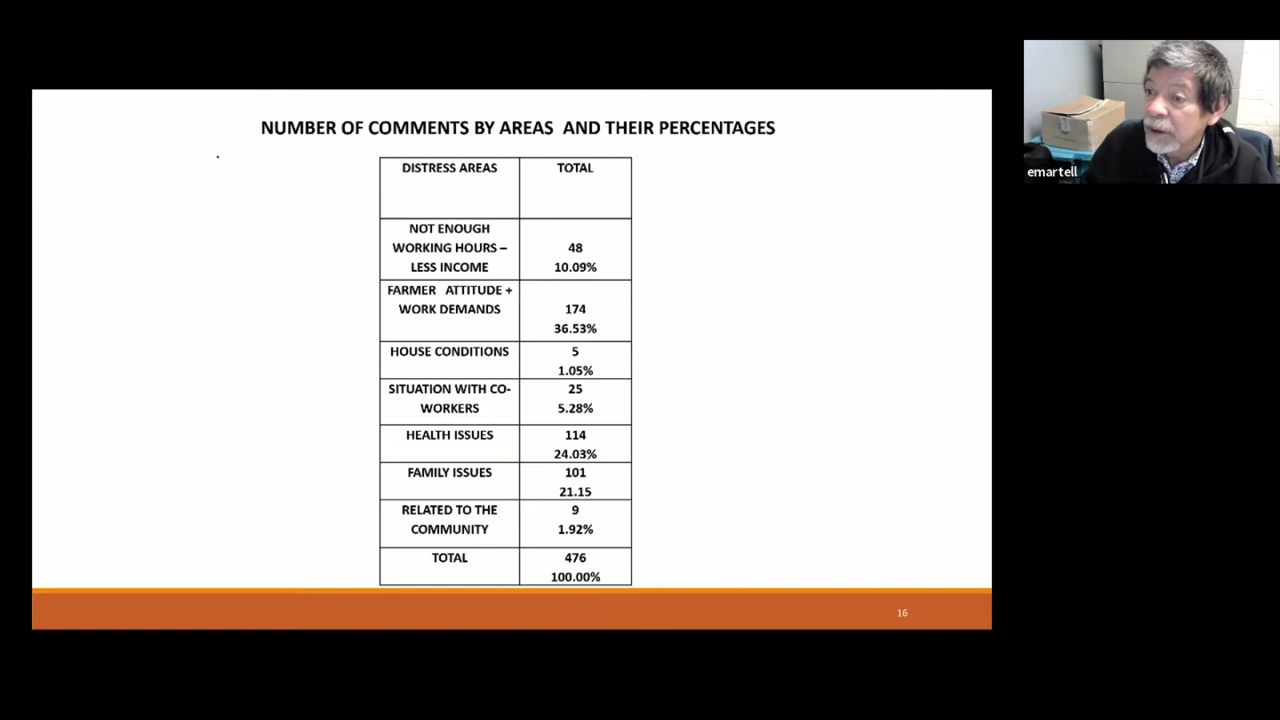 NUMBER OF COMMENTS BY AREAS AND THEIR PERCENTAGES
DISTRESS AREAS
TOTAL
NOT ENOUGH
WORKING HOURS –
LESS INCOME
48
10.09%
FARMER ATTITUDE +
WORK DEMANDS
174
36.53%
HOUSE CONDITIONS
5
1.05%
SITUATION WITH CO-
WORKERS
25
5.28%
HEALTH ISSUES
114
24.03%
FAMILY ISSUES
101
21.15
RELATED TO THE
COMMUNITY
9
1.92%
TOTAL
476
100.00%
16
emartell